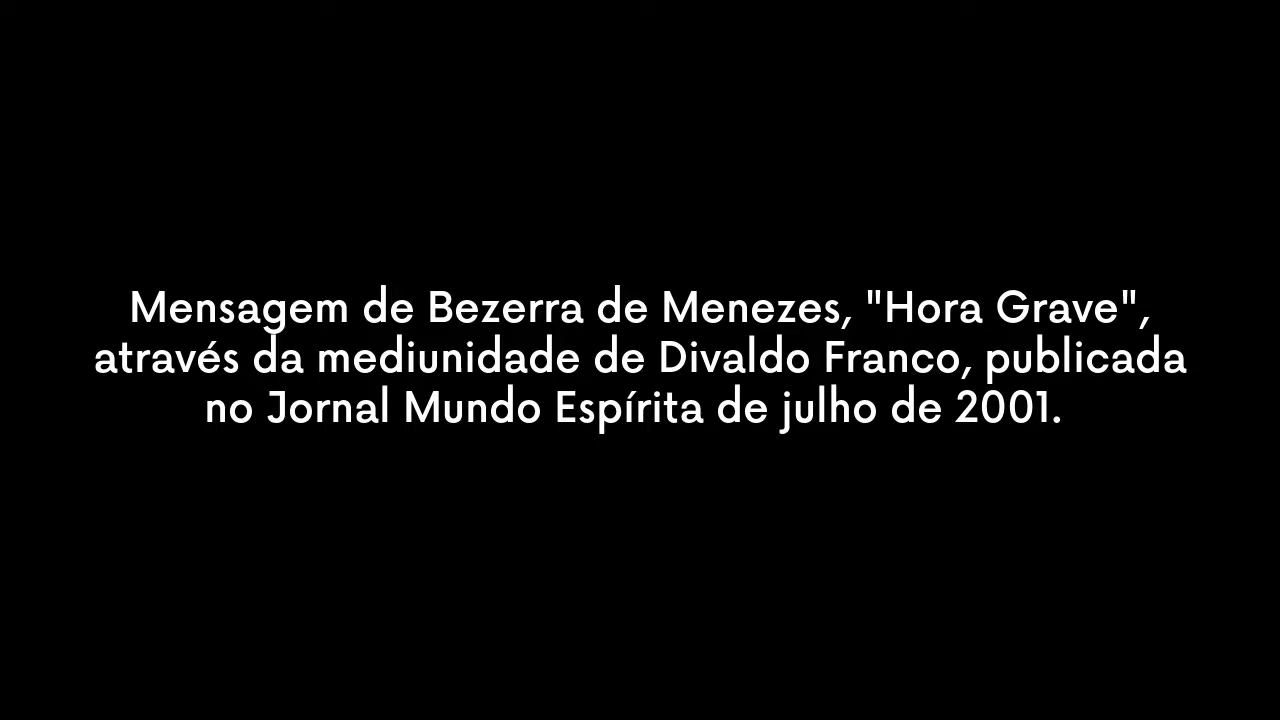 Mensagem de Bezerra de Menezes, "Hora Grave",
através da mediunidade de Divaldo Franco, publicada
no Jornal Mundo Espírita de julho de 2001.